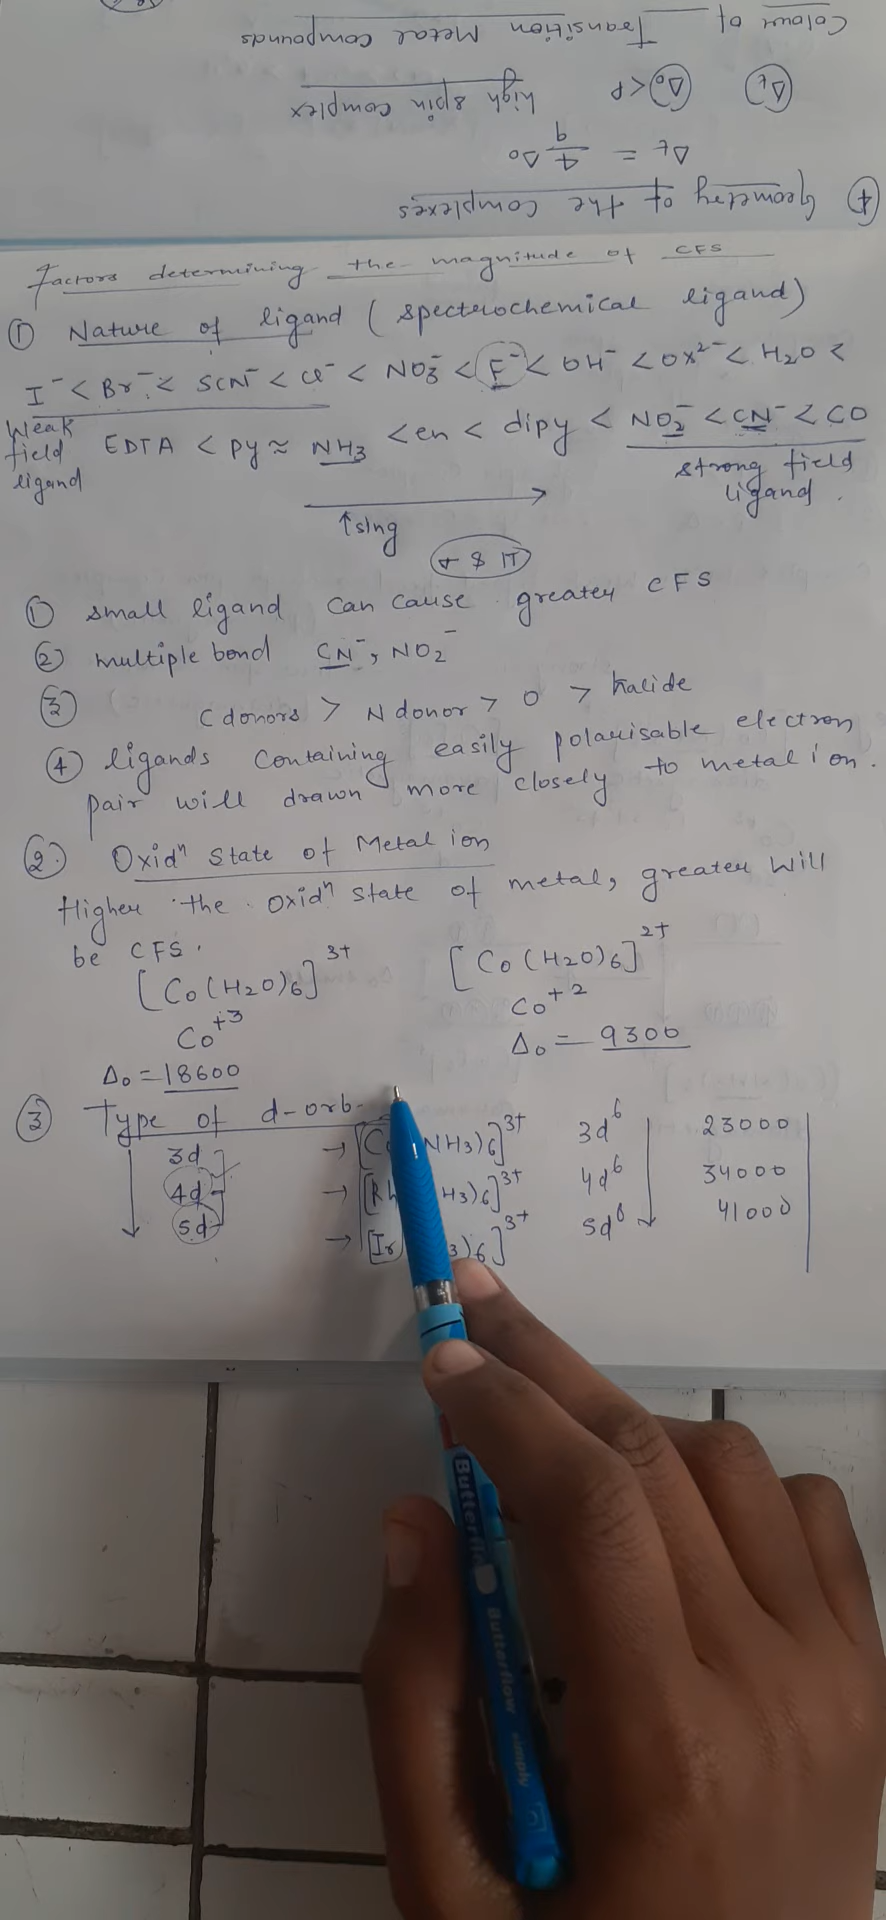 Colour of Transition Metal Compounds
Δt Δo < P high spin complex
Δt = 4/9 Δo
④ Geometry of the complexes
Factors determining the magnitude of CFS
① Nature of ligand ( spectrochemical ligand)
I⁻ < Br⁻ < SCN⁻ < Cl⁻ < NO3⁻ < F⁻ < OH⁻ < OX²⁻ < H2O <
Weak field ligand
EDTA < py ≈ NH3 < en < dipy < NO2⁻ < CN⁻ < CO
strong field ligand.
↑sing
① small ligand can cause greater CFS
② multiple bond CN⁻, NO2⁻
③ C donors > N donor > O > halide
④ ligands containing easily polarisable electron
pair will drawn more closely to metal ion.
② Oxidⁿ state of Metal ion
Higher the oxidⁿ state of metal, greater will
be CFS.
[Co(H2O)6]³⁺ [Co(H2O)6]²⁺
Co⁺³ Co⁺²
Δo = 18600 Δo = 9300
③ Type of d-orb
3d → 3+ 3d⁶ 23000
4d → 3+ 4d⁶ 34000
5d → 3+ 5d⁶ 41000
Butterflow
Butterflow simply